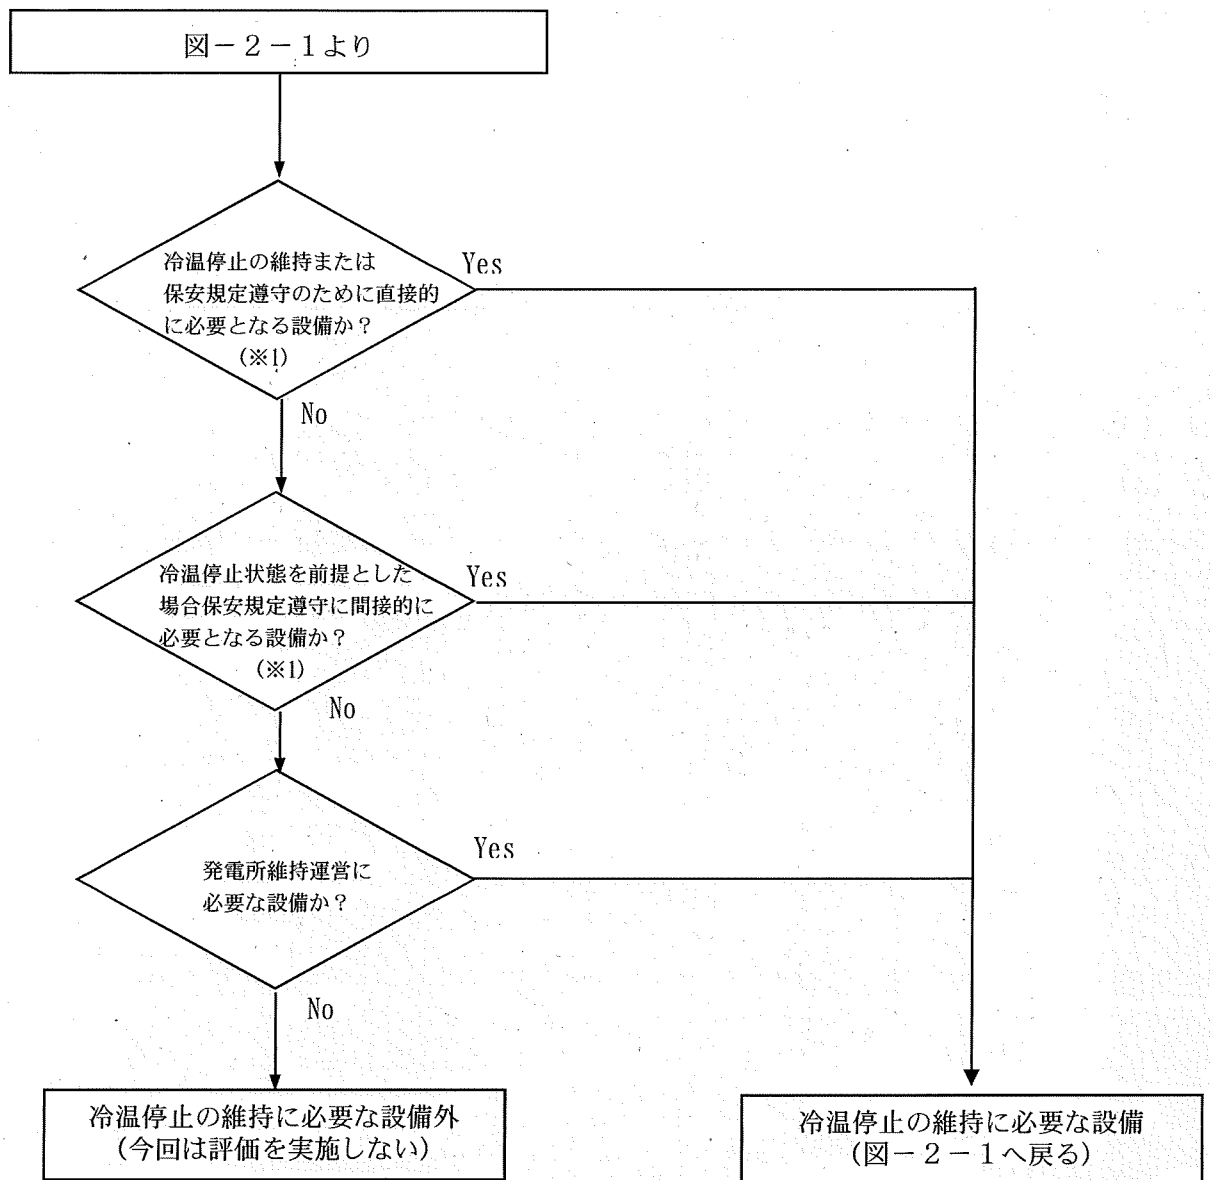 図－２－１より
冷温停止の維持または
保安規定遵守のために直接的
に必要となる設備か？
(※1)
Yes
No
冷温停止状態を前提とした
場合保安規定遵守に間接的に
必要となる設備か？
(※1)
Yes
No
発電所維持運営に
必要な設備か？
Yes
No
冷温停止の維持に必要な設備外
（今回は評価を実施しない）
冷温停止の維持に必要な設備
(図－２－１へ戻る)